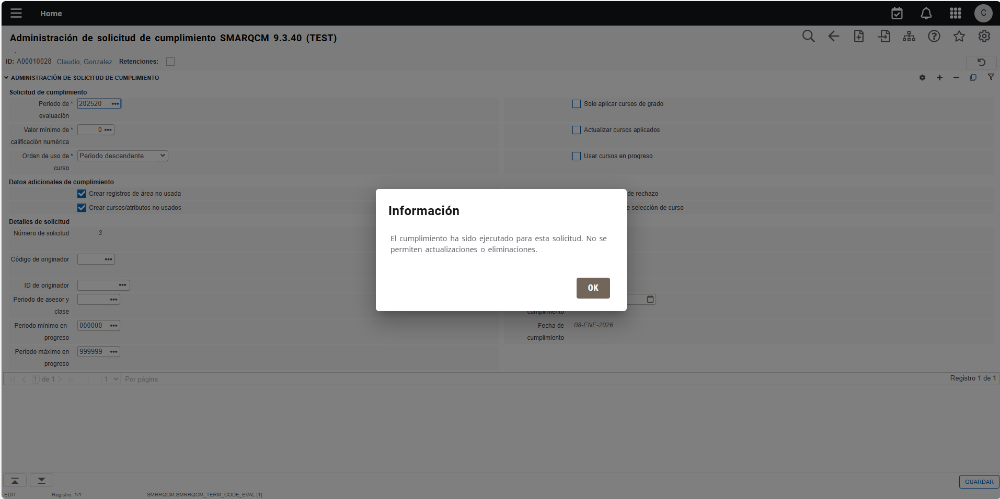 Home
C
Administración de solicitud de cumplimiento SMARQCM 9.3.40 (TEST)
ID: A00010028 Claudio, Gonzalez Retenciones:
ADMINISTRACIÓN DE SOLICITUD DE CUMPLIMIENTO
Solicitud de cumplimiento
Periodo de * 202520
evaluación
Solo aplicar cursos de grado
Valor mínimo de * 0
calificación numérica
Actualizar cursos aplicados
Orden de uso de * Periodo descendente
curso
Usar cursos en progreso
Datos adicionales de cumplimiento
Crear registros de área no usada
de rechazo
Crear cursos/atributos no usados
e selección de curso
Información
El cumplimiento ha sido ejecutado para esta solicitud. No se
permiten actualizaciones o eliminaciones.
OK
Detalles de solicitud
Número de solicitud 3
Código de originador
ID de originador
Periodo de asesor y
clase
cumplimiento
Periodo mínimo en- 000000
progreso
Fecha de 08-ENE-2026
cumplimiento
Periodo máximo en 999999
progreso
1 de 1 1 Por página Registro 1 de 1
GUARDAR
EDIT Registro: 1/1 SMRRQCM.SMRRQCM_TERM_CODE_EVAL [1]